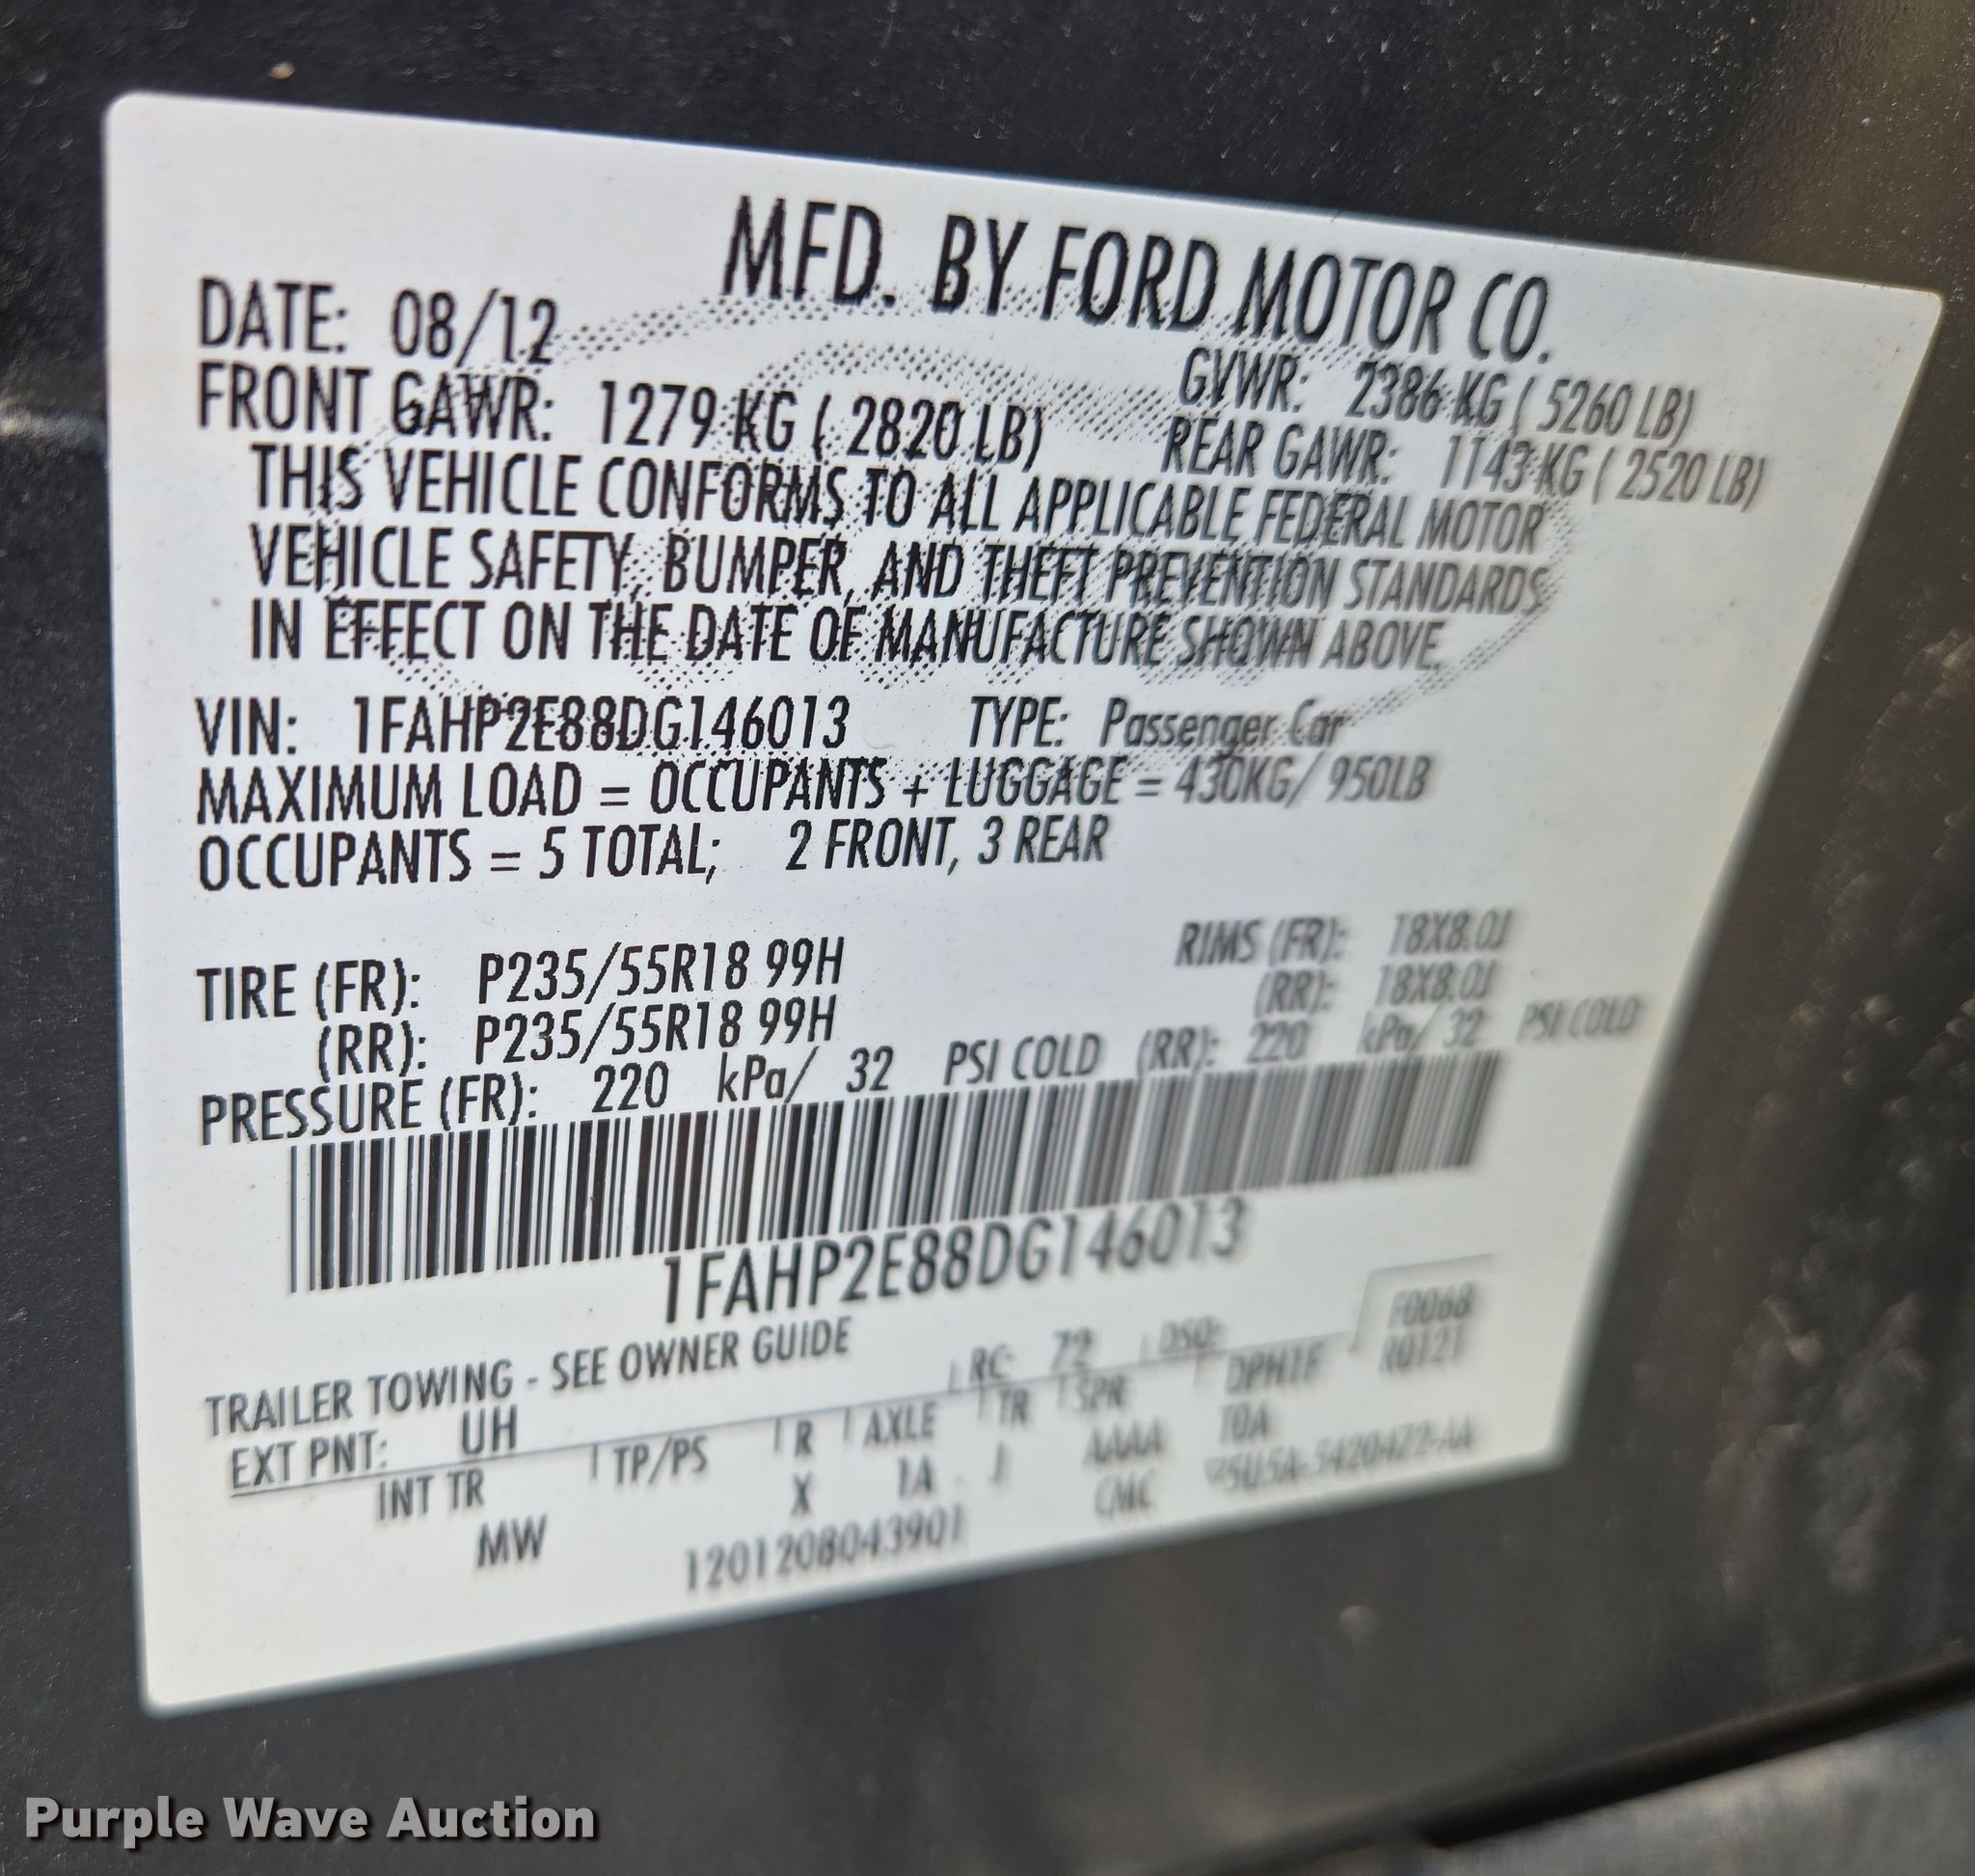 MFD. BY FORD MOTOR CO.
DATE: 08/12
GVWR: 2386 KG ( 5260 LB)
FRONT GAWR: 1279 KG ( 2820 LB)
REAR GAWR: 1143 KG ( 2520 LB)
THIS VEHICLE CONFORMS TO ALL APPLICABLE FEDERAL MOTOR
VEHICLE SAFETY, BUMPER, AND THEFT PREVENTION STANDARDS
IN EFFECT ON THE DATE OF MANUFACTURE SHOWN ABOVE.
VIN: 1FAHP2E88DG146013 TYPE: Passenger Car
MAXIMUM LOAD = OCCUPANTS + LUGGAGE = 430KG/ 950LB
OCCUPANTS = 5 TOTAL; 2 FRONT, 3 REAR
TIRE (FR): P235/55R18 99H RIMS (FR): 18X8.0J
(RR): P235/55R18 99H (RR): 18X8.0J
PRESSURE (FR): 220 kPa/ 32 PSI COLD (RR): 220 kPa/ 32 PSI COLD
1FAHP2E88DG146013
TRAILER TOWING - SEE OWNER GUIDE
EXT PNT: UH RC: 72 DSO:
INT TR TP/PS R AXLE TR SPR
MW X 1A J AAAA
1201208043901 CMC
Purple Wave Auction